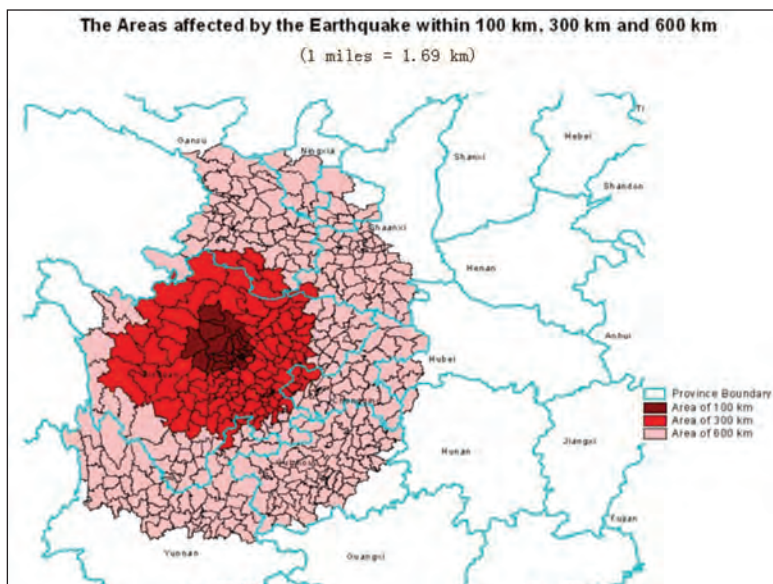 The Areas affected by the Earthquake within 100 km, 300 km and 600 km
(1 miles = 1.69 km)
Gansu
Ningxia
Shanxi
Hebei
Shandon
Shaanxi
Henan
Anhui
Hubei
Province Boundary
Area of 100 km
Area of 300 km
Area of 600 km
Hunan
Jiangxi
Yunnan
Guangxi